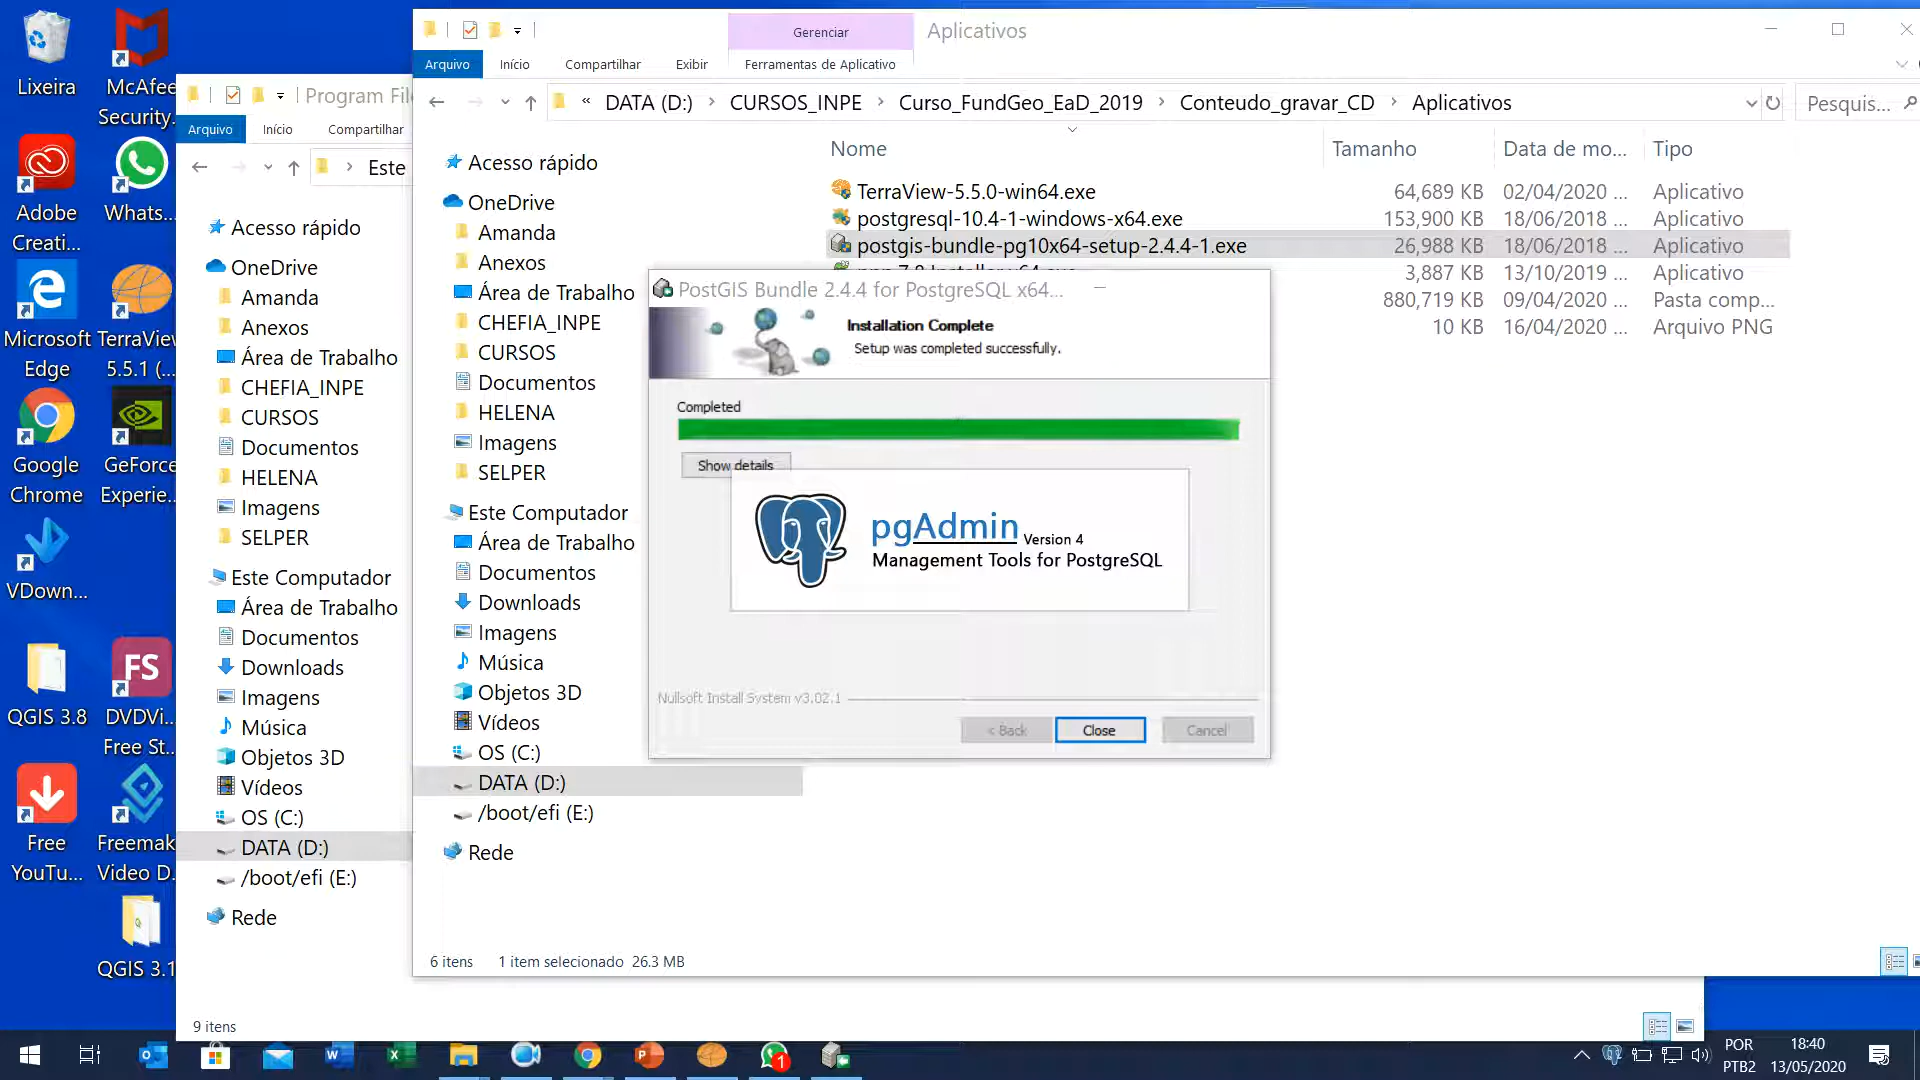 Lixeira
McAfee
Security.
Adobe
Creati...
Whats...
Microsoft
Edge
TerraView
5.5.1 (...
Google
Chrome
GeForce
Experie...
VDown...
QGIS 3.8
DVDVi...
Free St...
Free
YouTu...
Freemak
Video D...
QGIS 3.1
Program Fil
Arquivo
Início
Compartilhar
Este
Acesso rápido
OneDrive
Amanda
Anexos
Área de Trabalho
CHEFIA_INPE
CURSOS
Documentos
HELENA
Imagens
SELPER
Este Computador
Área de Trabalho
Documentos
Downloads
Imagens
Música
Objetos 3D
Vídeos
OS (C:)
DATA (D:)
/boot/efi (E:)
Rede
9 itens
Gerenciar
Aplicativos
Arquivo
Início
Compartilhar
Exibir
Ferramentas de Aplicativo
« DATA (D:) › CURSOS_INPE › Curso_FundGeo_EaD_2019 › Conteudo_gravar_CD › Aplicativos
Pesquis...
Acesso rápido
OneDrive
Amanda
Anexos
Área de Trabalho
CHEFIA_INPE
CURSOS
Documentos
HELENA
Imagens
SELPER
Este Computador
Área de Trabalho
Documentos
Downloads
Imagens
Música
Objetos 3D
Vídeos
OS (C:)
DATA (D:)
/boot/efi (E:)
Rede
Nome Tamanho Data de mo... Tipo
TerraView-5.5.0-win64.exe 64,689 KB 02/04/2020 ... Aplicativo
postgresql-10.4-1-windows-x64.exe 153,900 KB 18/06/2018 ... Aplicativo
postgis-bundle-pg10x64-setup-2.4.4-1.exe 26,988 KB 18/06/2018 ... Aplicativo
3,887 KB 13/10/2019 ... Aplicativo
880,719 KB 09/04/2020 ... Pasta comp...
10 KB 16/04/2020 ... Arquivo PNG
PostGIS Bundle 2.4.4 for PostgreSQL x64...
Installation Complete
Setup was completed successfully.
Completed
Show details
pgAdmin Version 4
Management Tools for PostgreSQL
Nullsoft Install System v3.02.1
< Back
Close
Cancel
6 itens 1 item selecionado 26.3 MB
1
POR
PTB2
18:40
13/05/2020